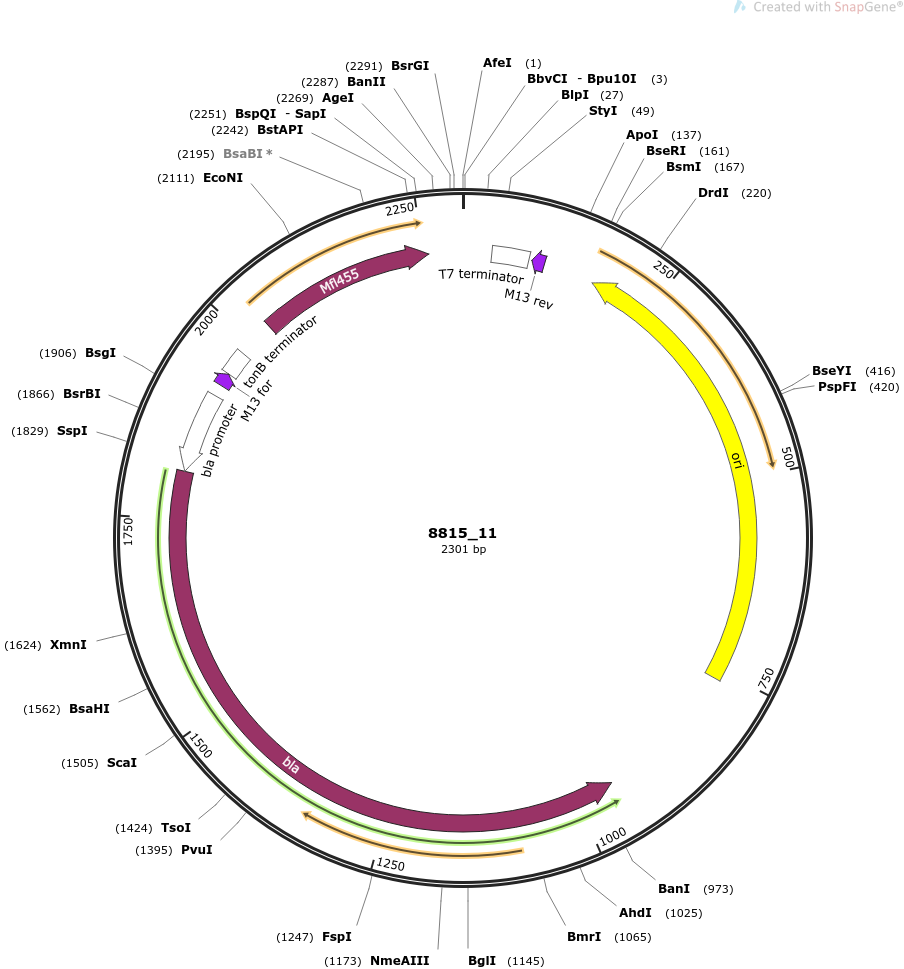 Created with SnapGene®
(2291) BsrGI
(2287) BanII
(2269) AgeI
(2251) BspQI - SapI
(2242) BstAPI
(2195) BsaBI *
(2111) EcoNI
AfeI (1)
BbvCI - Bpu10I (3)
BlpI (27)
StyI (49)
ApoI (137)
BseRI (161)
BsmI (167)
DrdI (220)
2250
250
2000
500
Mfl455
T7 terminator
M13 rev
tonB terminator
M13 for
bla promoter
(1906) BsgI
(1866) BsrBI
(1829) SspI
BseYI (416)
PspFI (420)
ori
1750
8815_11
2301 bp
(1624) XmnI
(1562) BsaHI
(1505) ScaI
750
1500
bla
(1424) TsoI
(1395) PvuI
1000
1250
BanI (973)
AhdI (1025)
BmrI (1065)
(1247) FspI
(1173) NmeAIII
BglI (1145)